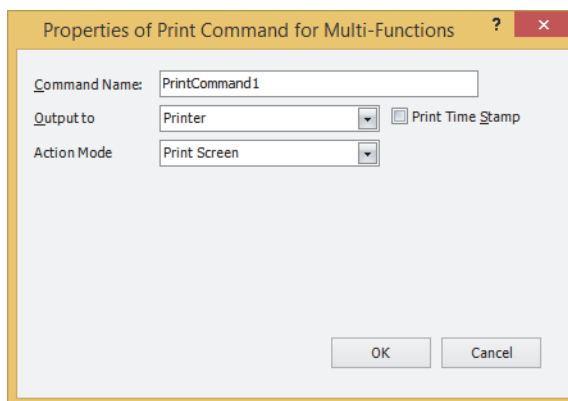 Properties of Print Command for Multi-Functions ? ×
Command Name: PrintCommand1
Output to Printer Print Time Stamp
Action Mode Print Screen
OK Cancel